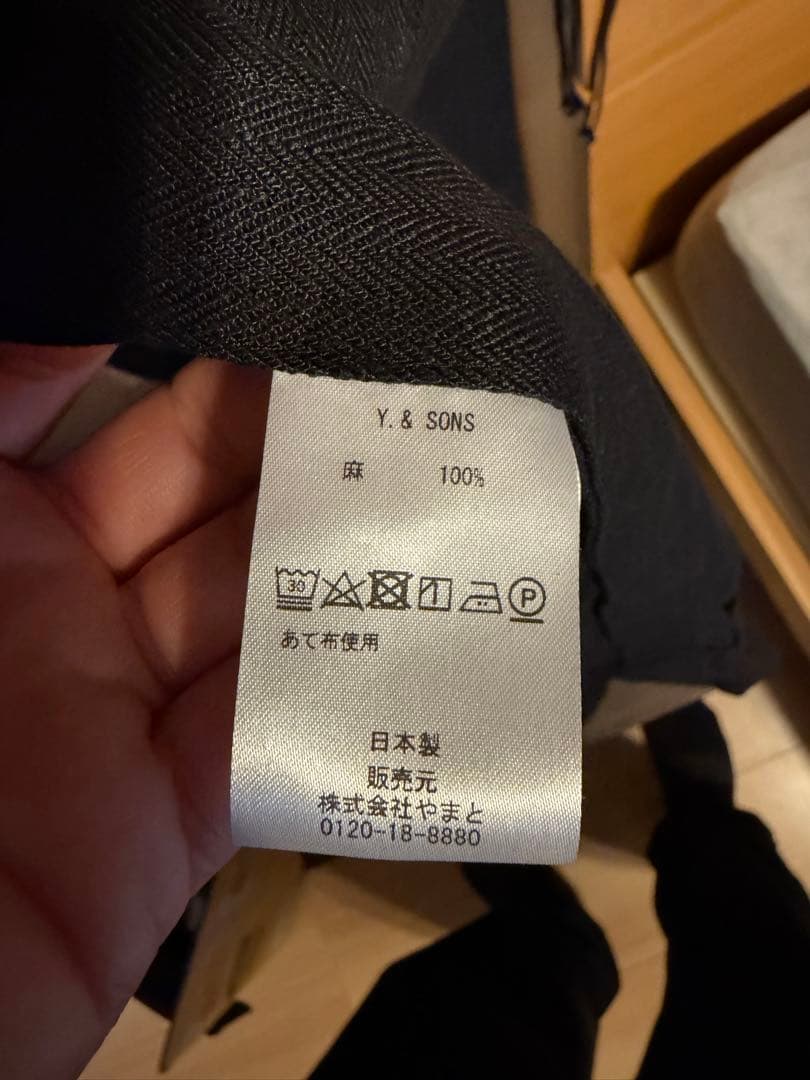 Y. & SONS
麻 100%
30 P
あて布使用
日本製
販売元
株式会社やまと
0120-18-8880